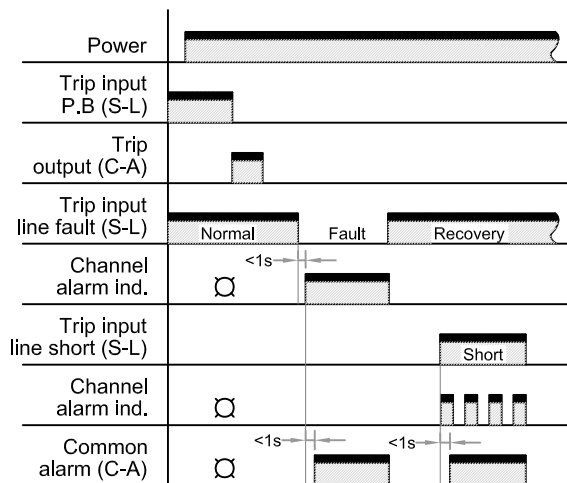 Power
Trip input
P.B (S-L)
Trip
output (C-A)
Trip input
line fault (S-L)
Normal
Fault
Recovery
<1s
Channel
alarm ind.
Trip input
line short (S-L)
Short
Channel
alarm ind.
<1s
<1s
Common
alarm (C-A)